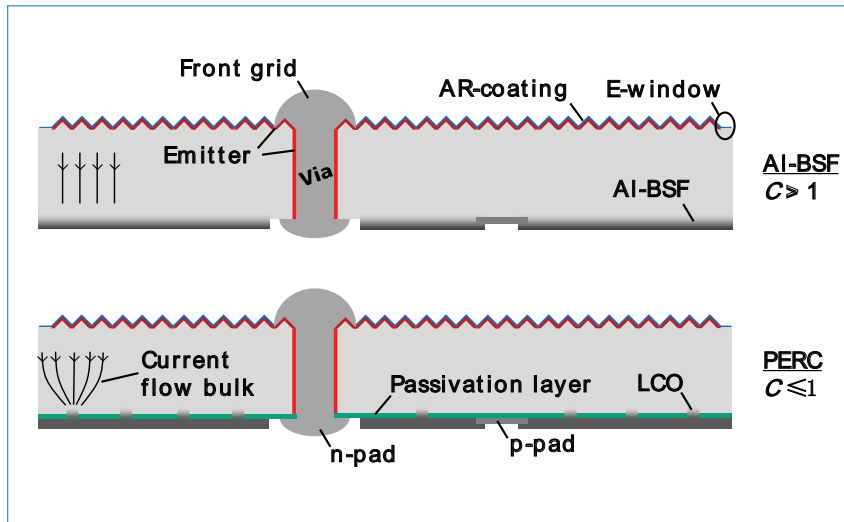 Front grid
AR-coating
E-window
Emitter
Via
Al-BSF
Al-BSF
C ≥ 1
Current
flow bulk
Passivation layer
LCO
PERC
C ≤1
n-pad
p-pad